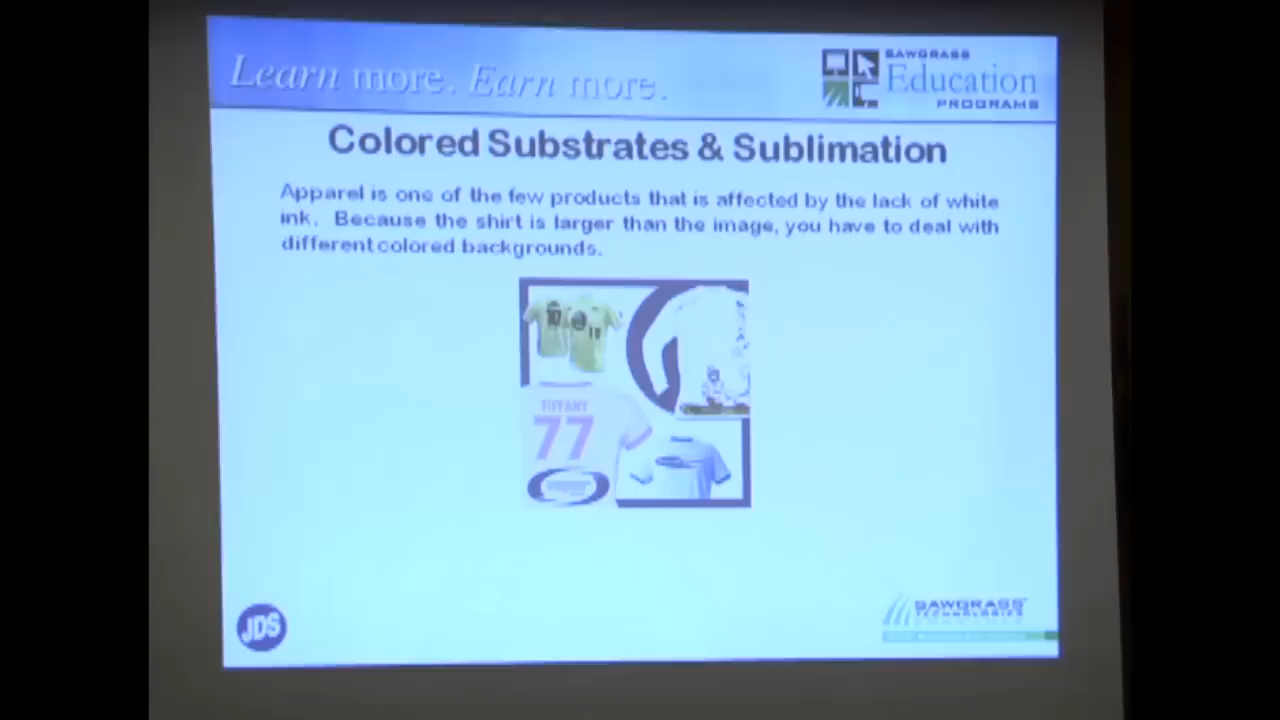 Learn more. Earn more.
SAWGRASS
Education
PROGRAMS
Colored Substrates & Sublimation
Apparel is one of the few products that is affected by the lack of white
ink. Because the shirt is larger than the image, you have to deal with
different colored backgrounds.
TIFFANY
77
JDS
SAWGRASS
TECHNOLOGIES